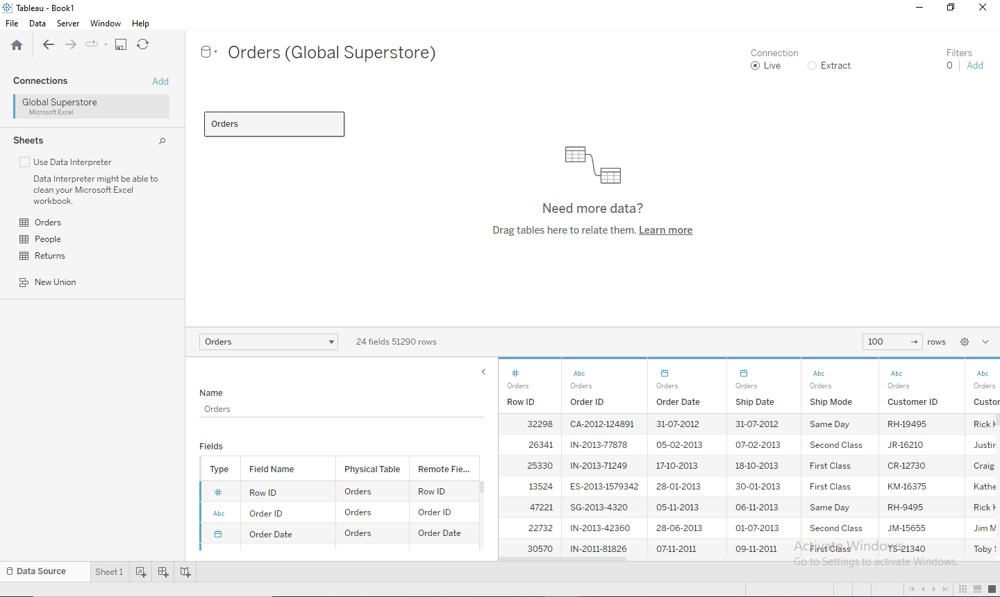 Tableau - Book1
File Data Server Window Help
Connections Add
Global Superstore
Microsoft Excel
Sheets
Use Data Interpreter
Data Interpreter might be able to
clean your Microsoft Excel
workbook.
Orders
People
Returns
New Union
Orders (Global Superstore)
Connection
Live Extract
Filters
0 Add
Orders
Need more data?
Drag tables here to relate them. Learn more
Orders 24 fields 51290 rows 100 rows
Name
Orders
Fields
Type Field Name Physical Table Remote Fie...
# Row ID Orders Row ID
Abc Order ID Orders Order ID
Order Date Orders Order Date
# Abc Abc Abc Abc
Orders Orders Orders Orders Orders Orders Orders
Row ID Order ID Order Date Ship Date Ship Mode Customer ID Custo
32298 CA-2012-124891 31-07-2012 31-07-2012 Same Day RH-19495 Rick
26341 IN-2013-77878 05-02-2013 07-02-2013 Second Class JR-16210 Justin
25330 IN-2013-71249 17-10-2013 18-10-2013 First Class CR-12730 Craig
13524 ES-2013-1579342 28-01-2013 30-01-2013 First Class KM-16375 Kathe
47221 SG-2013-4320 05-11-2013 06-11-2013 Same Day RH-9495 Rick
22732 IN-2013-42360 28-06-2013 01-07-2013 Second Class JM-15655 Jim
30570 IN-2011-81826 07-11-2011 09-11-2011 First Class TS-21340 Toby
Activate Windows
Go to Settings to activate Windows.
Data Source Sheet 1